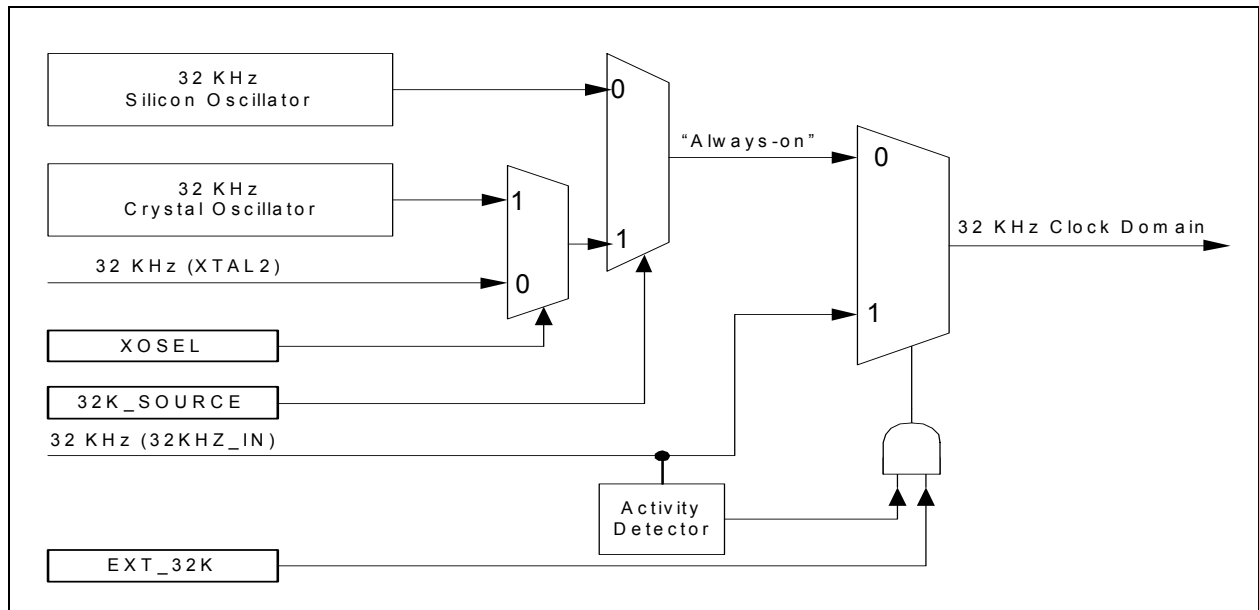 32 KHz
Silicon Oscillator
0
"Always-on"
0
32 KHz
Crystal Oscillator
1
1
32 KHz Clock Domain
32 KHz (XTAL2)
0
1
XOSEL
32K_SOURCE
32 KHz (32KHZ_IN)
Activity
Detector
EXT_32K